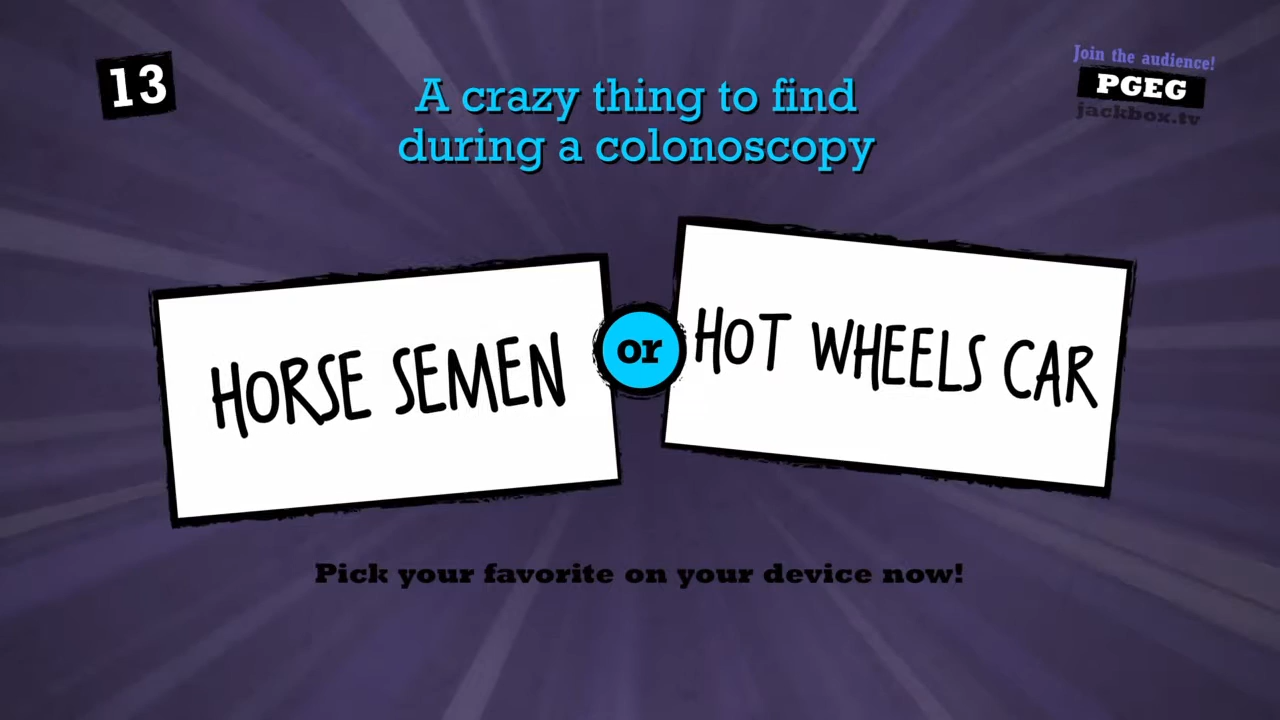 13
A crazy thing to find
during a colonoscopy
Join the audience!
PGEG
jackbox.tv
HORSE SEMEN
or
HOT WHEELS CAR
Pick your favorite on your device now!